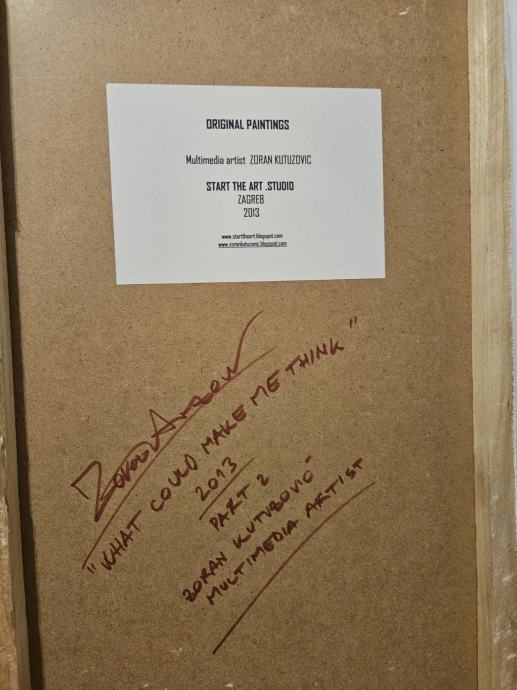 ORIGINAL PAINTINGS
Multimedia artist ZORAN KUTUZOVIC
START THE ART .STUDIO
ZAGREB
2013
www.starttheart.blogspot.com
www.zorankutuzovic.blogspot.com
"WHAT COULD MAKE ME THINK"
2013
PART 2
ZORAN KUTUZOVIĆ
MULTIMEDIA ARTIST